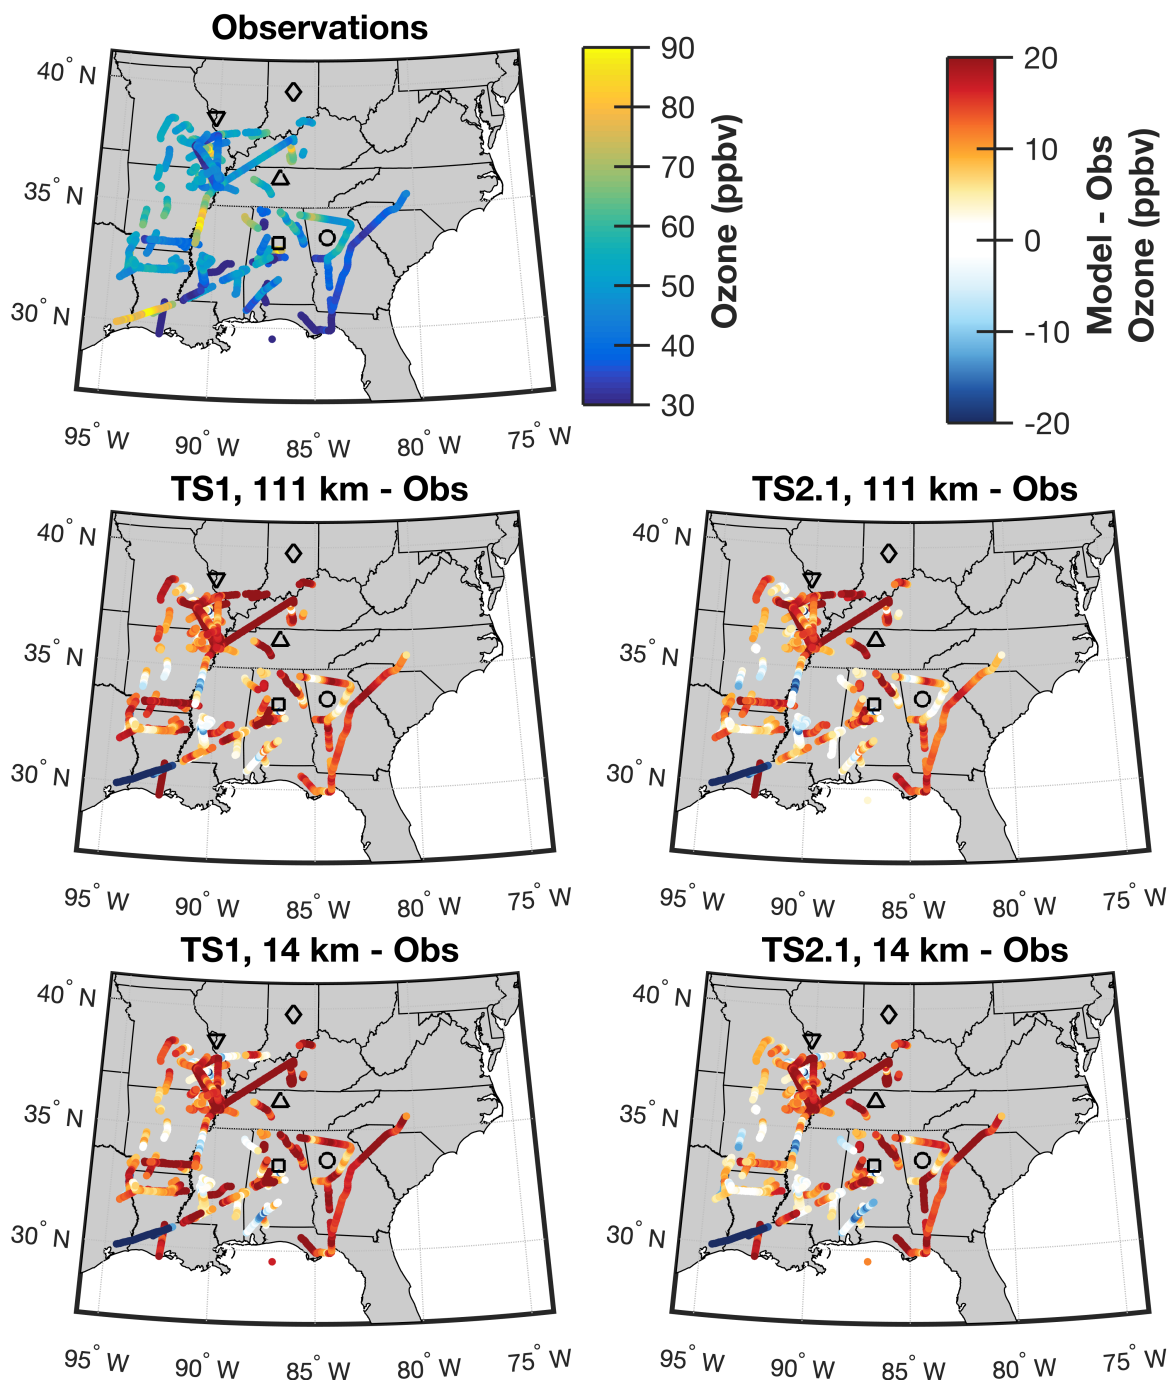 Observations
40° N
35° N
30° N
95° W
90° W
85° W
80° W
75° W
90
80
70
60
50
40
30
Ozone (ppbv)
20
10
0
-10
-20
Model - Obs
Ozone (ppbv)
TS1, 111 km - Obs
40° N
35° N
30° N
95° W
90° W
85° W
80° W
75° W
TS2.1, 111 km - Obs
40° N
35° N
30° N
95° W
90° W
85° W
80° W
75° W
TS1, 14 km - Obs
40° N
35° N
30° N
95° W
90° W
85° W
80° W
75° W
TS2.1, 14 km - Obs
40° N
35° N
30° N
95° W
90° W
85° W
80° W
75° W